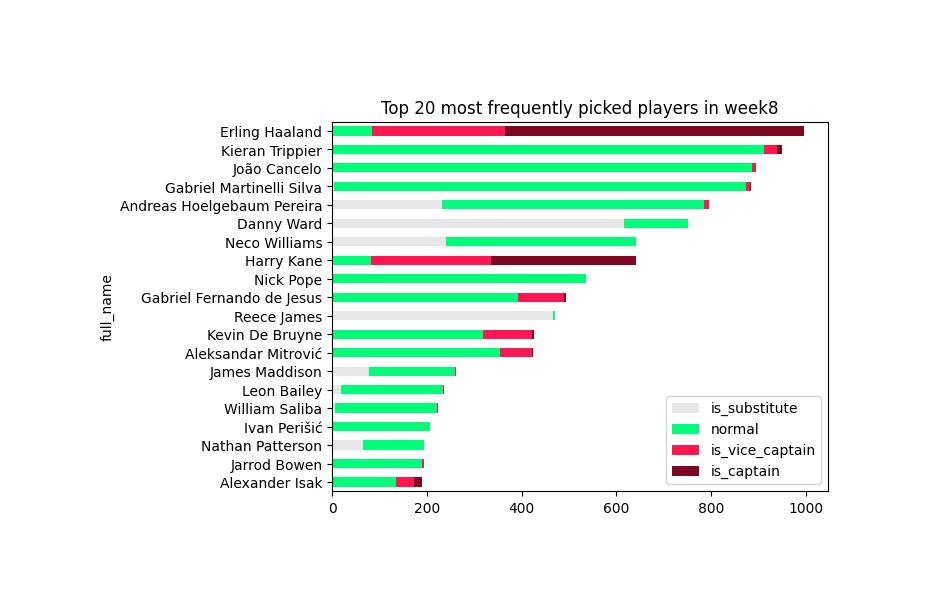 Top 20 most frequently picked players in week8
full_name
Erling Haaland
Kieran Trippier
João Cancelo
Gabriel Martinelli Silva
Andreas Hoelgebaum Pereira
Danny Ward
Neco Williams
Harry Kane
Nick Pope
Gabriel Fernando de Jesus
Reece James
Kevin De Bruyne
Aleksandar Mitrović
James Maddison
Leon Bailey
William Saliba
Ivan Perišić
Nathan Patterson
Jarrod Bowen
Alexander Isak
is_substitute
normal
is_vice_captain
is_captain
0 200 400 600 800 1000